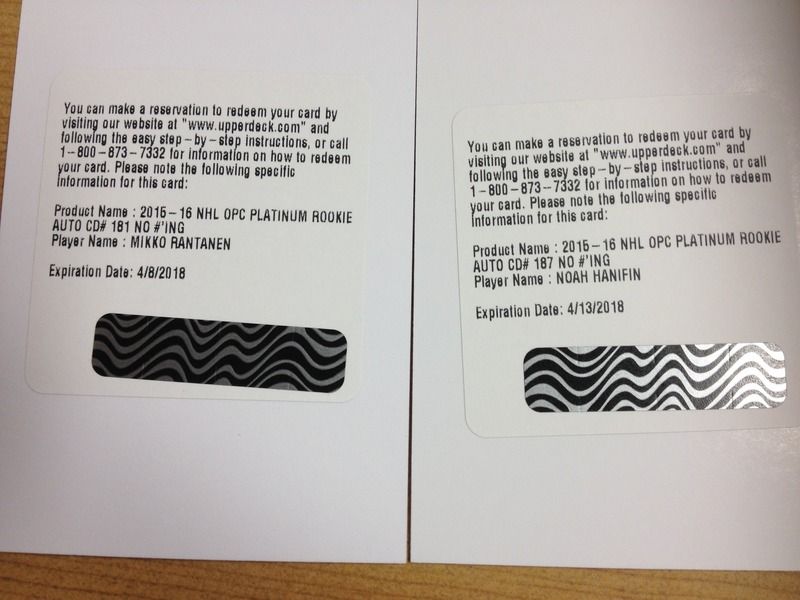 You can make a reservation to redeem your card by
visiting our website at "www.upperdeck.com" and
following the easy step-by-step instructions, or call
1-800-873-7332 for information on how to redeem
your card. Please note the following specific
information for this card:
Product Name : 2015-16 NHL OPC PLATINUM ROOKIE
AUTO CD# 181 NO #'ING
Player Name : MIKKO RANTANEN
Expiration Date: 4/8/2018
You can make a reservation to redeem your card by
visiting our website at "www.upperdeck.com" and
following the easy step-by-step instructions, or call
1-800-873-7332 for information on how to redeem
your card. Please note the following specific
information for this card:
Product Name : 2015-16 NHL OPC PLATINUM ROOKIE
AUTO CD# 187 NO #'ING
Player Name : NOAH HANIFIN
Expiration Date: 4/13/2018